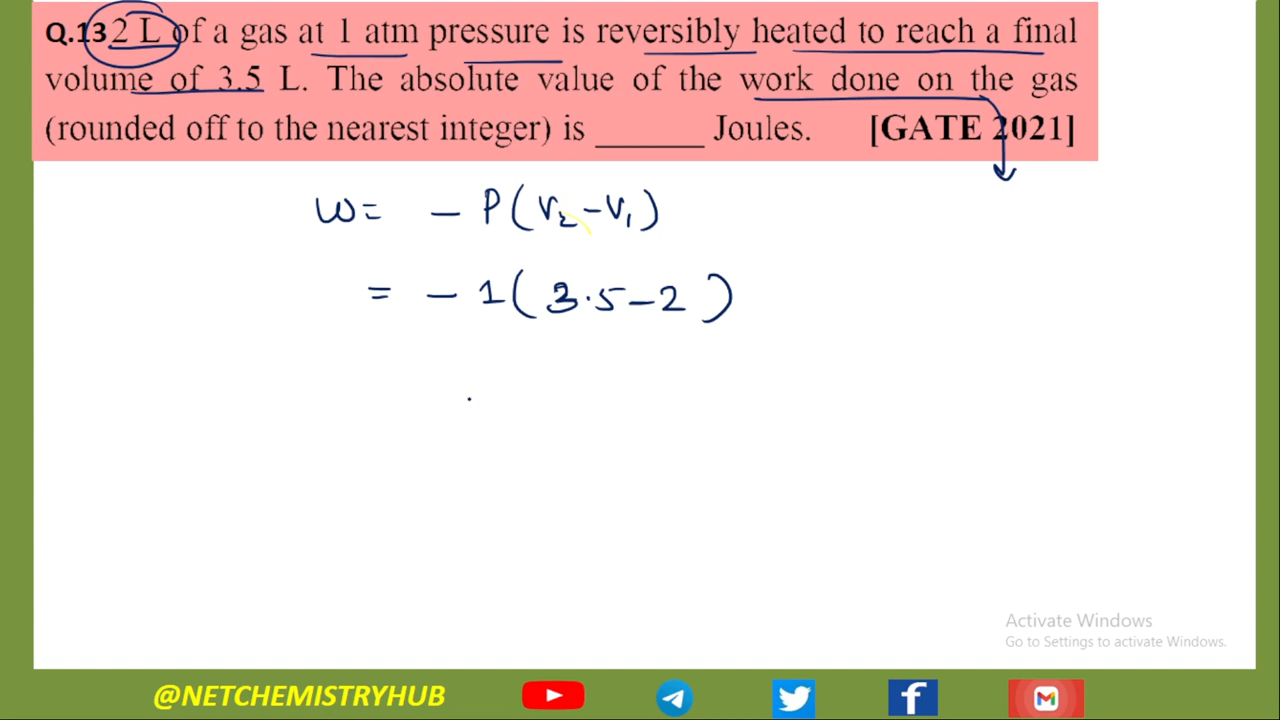 Q.13 2 L of a gas at 1 atm pressure is reversibly heated to reach a final
volume of 3.5 L. The absolute value of the work done on the gas
(rounded off to the nearest integer) is ______ Joules. [GATE 2021]
w = - P(V₂-V₁)
= - 1(3.5-2)
Activate Windows
Go to Settings to activate Windows.
@NETCHEMISTRYHUB